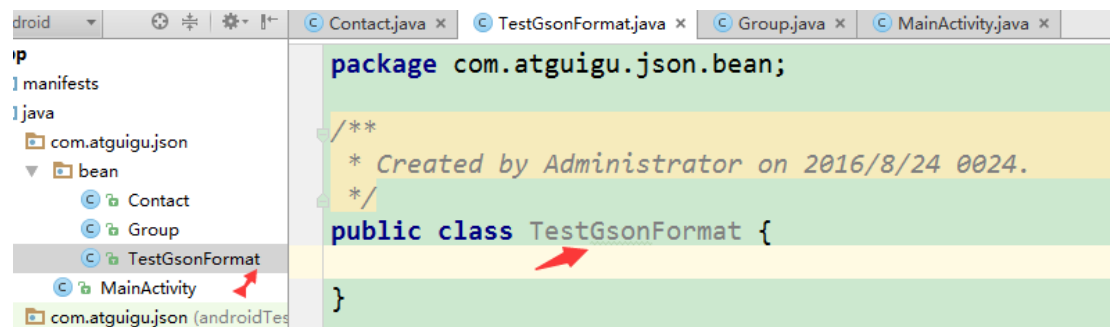 droid
Contact.java ×
TestGsonFormat.java ×
Group.java ×
MainActivity.java ×
manifests
java
com.atguigu.json
bean
Contact
Group
TestGsonFormat
MainActivity
com.atguigu.json (androidTes
package com.atguigu.json.bean;
/**
* Created by Administrator on 2016/8/24 0024.
*/
public class TestGsonFormat {
}